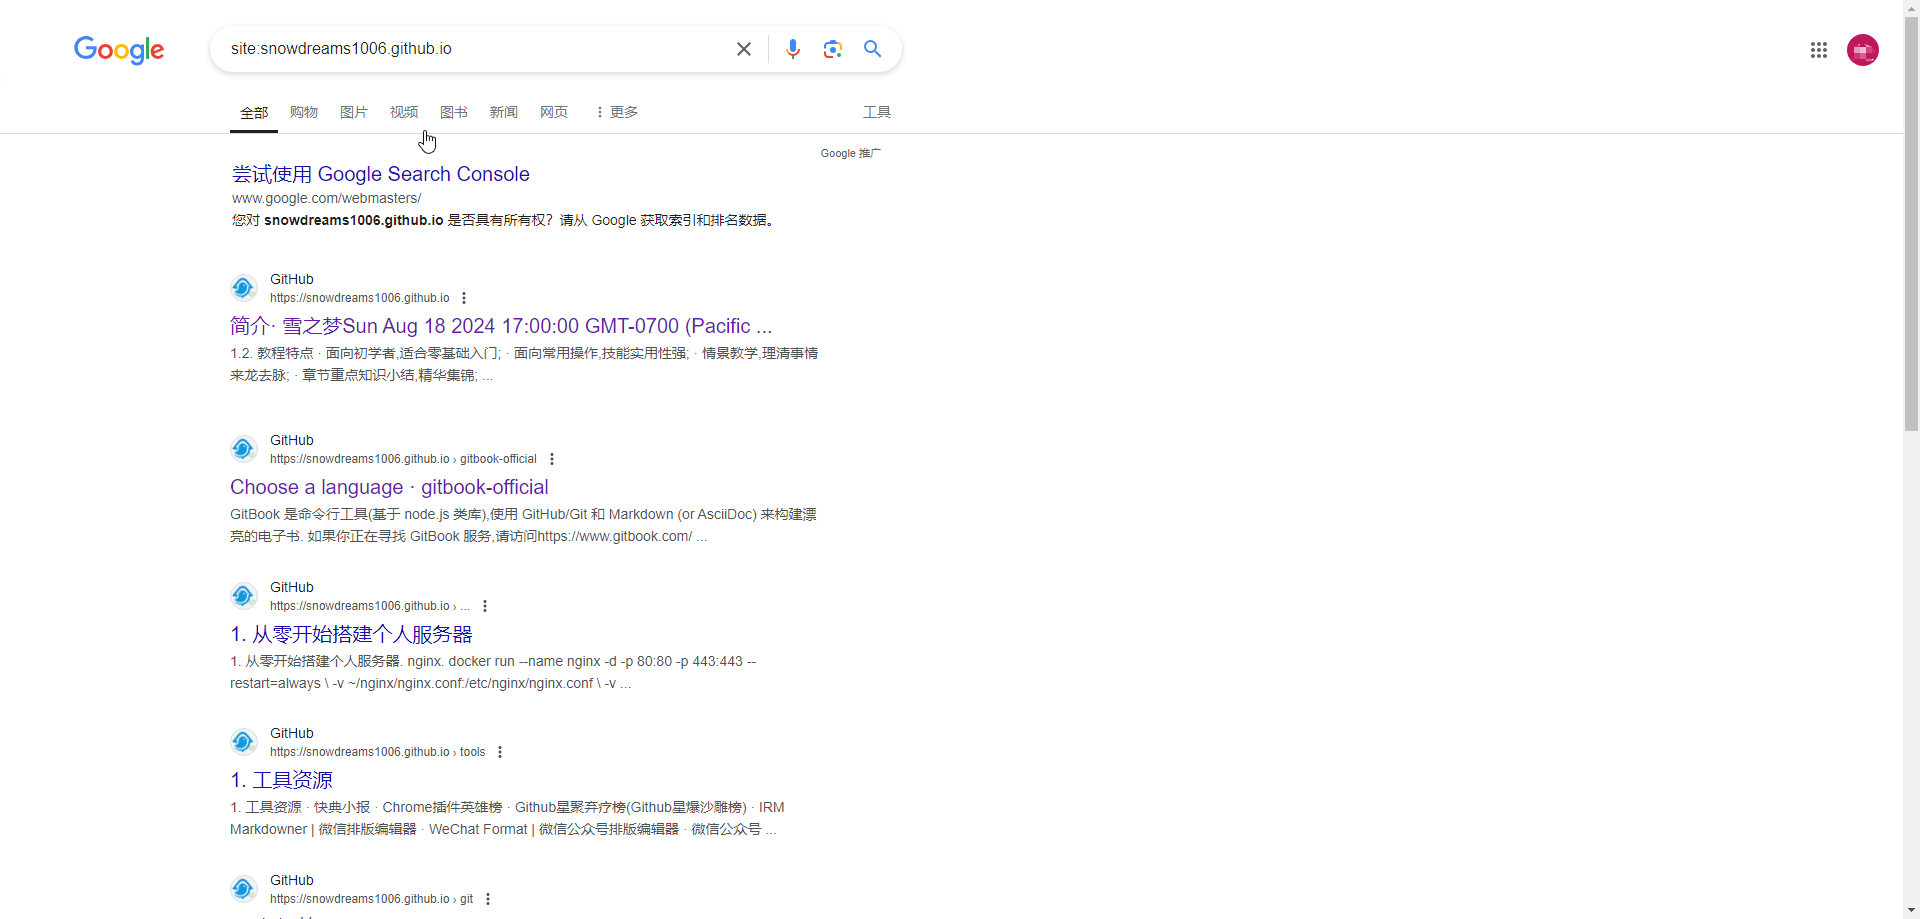 Google
site:snowdreams1006.github.io
全部 购物 图片 视频 图书 新闻 网页 更多 工具
Google 推广
尝试使用 Google Search Console
www.google.com/webmasters/
您对 snowdreams1006.github.io 是否具有所有权？请从 Google 获取索引和排名数据。
GitHub
https://snowdreams1006.github.io
简介· 雪之梦Sun Aug 18 2024 17:00:00 GMT-0700 (Pacific ...
1.2. 教程特点 · 面向初学者,适合零基础入门; · 面向常用操作,技能实用性强; · 情景教学,理清事情
来龙去脉; · 章节重点知识小结,精华集锦; ...
GitHub
https://snowdreams1006.github.io › gitbook-official
Choose a language · gitbook-official
GitBook 是命令行工具(基于 node.js 类库),使用 GitHub/Git 和 Markdown (or AsciiDoc) 来构建漂
亮的电子书. 如果你正在寻找 GitBook 服务,请访问https://www.gitbook.com/ ...
GitHub
https://snowdreams1006.github.io › ...
1. 从零开始搭建个人服务器
1. 从零开始搭建个人服务器. nginx. docker run --name nginx -d -p 80:80 -p 443:443 --
restart=always \ -v ~/nginx/nginx.conf:/etc/nginx/nginx.conf \ -v ...
GitHub
https://snowdreams1006.github.io › tools
1. 工具资源
1. 工具资源 · 快典小报 · Chrome插件英雄榜 · Github星聚弃疗榜(Github星爆沙雕榜) · IRM
Markdowner | 微信排版编辑器 · WeChat Format | 微信公众号排版编辑器 · 微信公众号 ...
GitHub
https://snowdreams1006.github.io › git